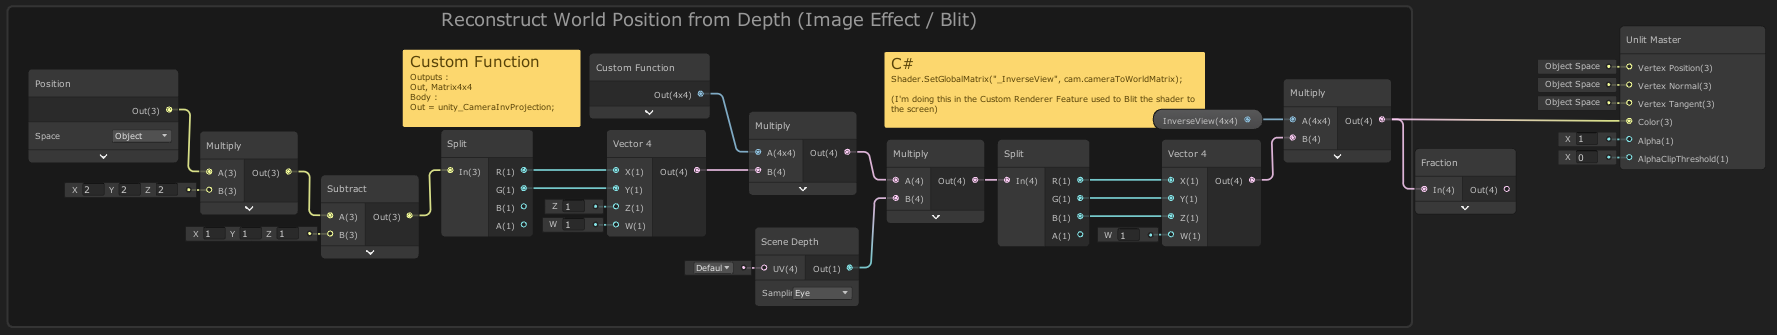 Reconstruct World Position from Depth (Image Effect / Blit)
Position
Out(3)
Space
Object
X 2 Y 2 Z 2
Multiply
A(3)
Out(3)
B(3)
X 1 Y 1 Z 1
Subtract
A(3)
Out(3)
B(3)
Custom Function
Outputs :
Out, Matrix4x4
Body :
Out = unity_CameraInvProjection;
Split
In(3)
R(1)
G(1)
B(1)
A(1)
Custom Function
Out(4x4)
Z 1
W 1
Vector 4
X(1)
Out(4)
Y(1)
Z(1)
W(1)
Multiply
A(4x4)
Out(4)
B(4)
Defaul
Scene Depth
UV(4)
Out(1)
Samplin
Eye
C#
Shader.SetGlobalMatrix("_InverseView", cam.cameraToWorldMatrix);
(I'm doing this in the Custom Renderer Feature used to Blit the shader to
the screen)
Multiply
A(4)
Out(4)
B(4)
Split
In(4)
R(1)
G(1)
B(1)
A(1)
W 1
InverseView(4x4)
Vector 4
X(1)
Out(4)
Y(1)
Z(1)
W(1)
Multiply
A(4x4)
Out(4)
B(4)
Fraction
In(4)
Out(4)
Unlit Master
Object Space
Vertex Position(3)
Object Space
Vertex Normal(3)
Object Space
Vertex Tangent(3)
Color(3)
X 1
Alpha(1)
X 0
AlphaClipThreshold(1)